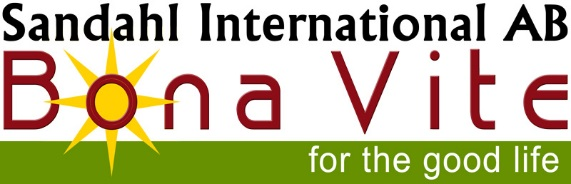 Sandahl International AB
Bona Vite
for the good life